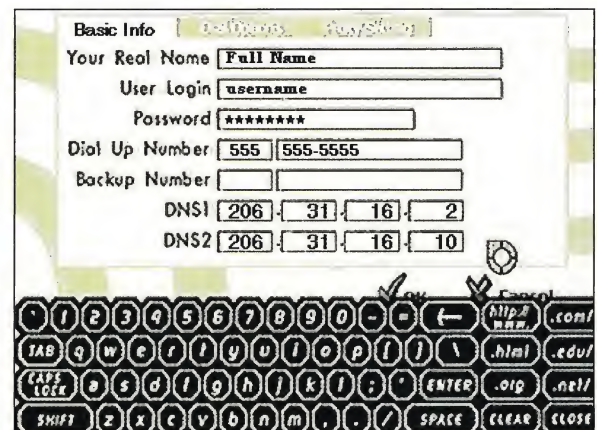 Basic Info
Your Real Name Full Name
User Login username
Password ********
Dial Up Number 555 555-5555
Backup Number
DNS1 206 . 31 . 16 . 2
DNS2 206 . 31 . 16 . 10
Cancel
` 1 2 3 4 5 6 7 8 9 0 - = ← http:// www. .com/
TAB q w e r t y u i o p [ ] \ .html .edu/
CAPS LOCK a s d f g h j k l ; ' ENTER .org .net/
SHIFT z x c v b n m , . / SPACE CLEAR CLOSE